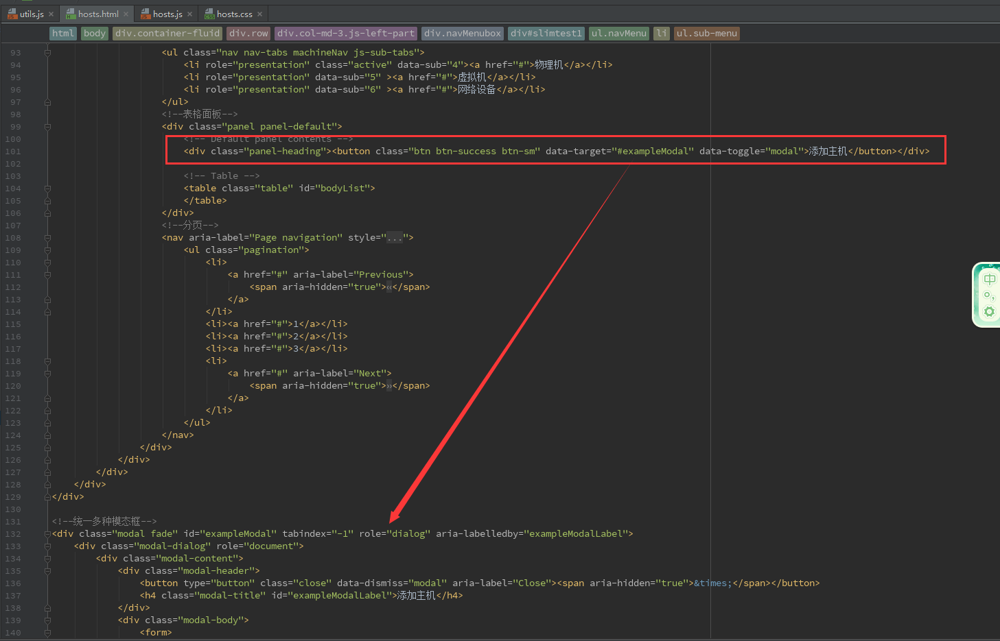 utils.js × hosts.html × hosts.js × hosts.css ×
html body div.container-fluid div.row div.col-md-3.js-left-part div.navMenubox div#slimtest1 ul.navMenu li ul.sub-menu
93 <ul class="nav nav-tabs machineNav js-sub-tabs">
94 <li role="presentation" class="active" data-sub="4"><a href="#">物理机</a></li>
95 <li role="presentation" data-sub="5" ><a href="#">虚拟机</a></li>
96 <li role="presentation" data-sub="6" ><a href="#">网络设备</a></li>
97 </ul>
98 <!--表格面板-->
99 <div class="panel panel-default">
100 <!-- Default panel contents -->
101 <div class="panel-heading"><button class="btn btn-success btn-sm" data-target="#exampleModal" data-toggle="modal">添加主机</button></div>
102
103 <!-- Table -->
104 <table class="table" id="bodyList">
105 </table>
106 </div>
107 <!--分页-->
108 <nav aria-label="Page navigation" style="...">
109 <ul class="pagination">
110 <li>
111 <a href="#" aria-label="Previous">
112 <span aria-hidden="true">«</span>
113 </a>
114 </li>
115 <li><a href="#">1</a></li>
116 <li><a href="#">2</a></li>
117 <li><a href="#">3</a></li>
118 <li>
119 <a href="#" aria-label="Next">
120 <span aria-hidden="true">»</span>
121 </a>
122 </li>
123 </ul>
124 </nav>
125 </div>
126 </div>
127 </div>
128 </div>
129 </div>
130
131 <!--统一多种模态框-->
132 <div class="modal fade" id="exampleModal" tabindex="-1" role="dialog" aria-labelledby="exampleModalLabel">
133 <div class="modal-dialog" role="document">
134 <div class="modal-content">
135 <div class="modal-header">
136 <button type="button" class="close" data-dismiss="modal" aria-label="Close"><span aria-hidden="true">&times;</span></button>
137 <h4 class="modal-title" id="exampleModalLabel">添加主机</h4>
138 </div>
139 <div class="modal-body">
140 <form>
中